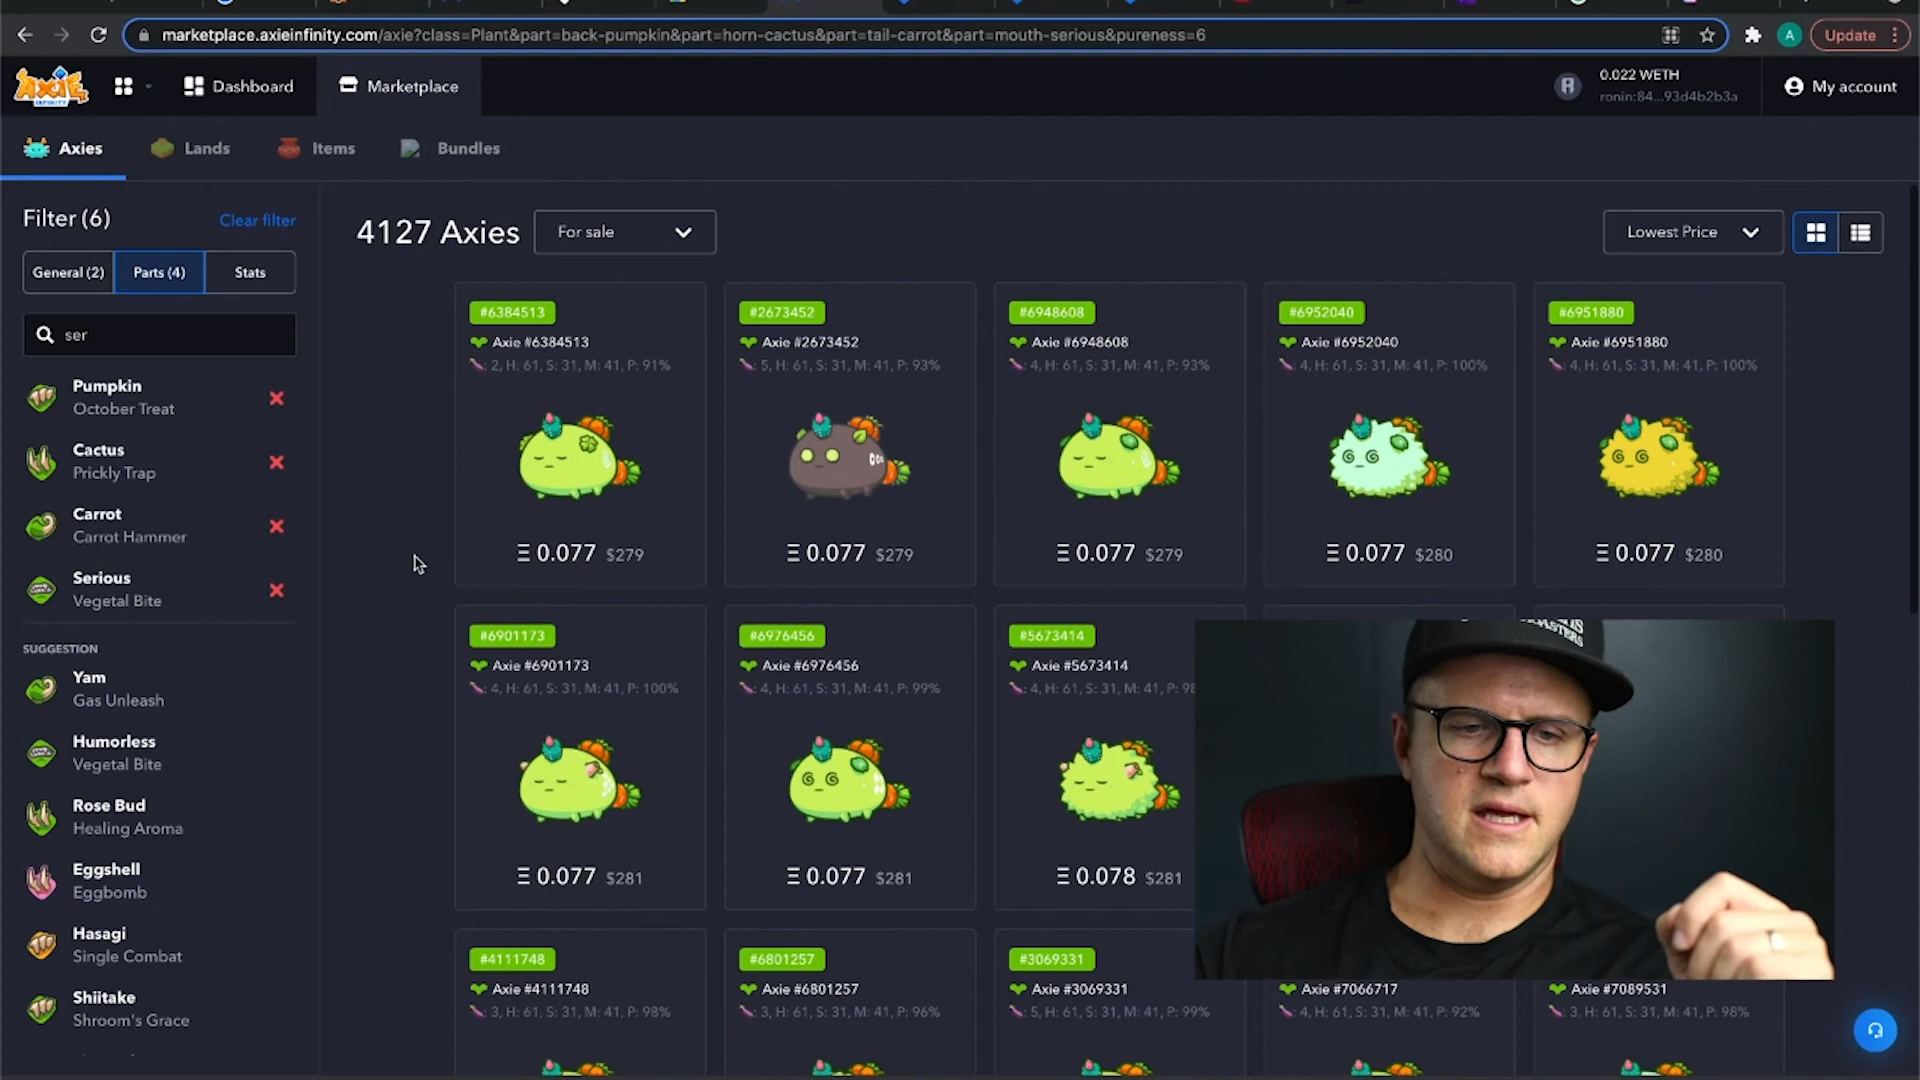 marketplace.axieinfinity.com/axie?class=Plant&part=back-pumpkin&part=horn-cactus&part=tail-carrot&part=mouth-serious&pureness=6
A
Update
AXIE
INFINITY
Dashboard
Marketplace
0.022 WETH
ronin:84...93d4b2b3a
My account
Axies
Lands
Items
Bundles
Filter (6)
Clear filter
General (2)
Parts (4)
Stats
ser
Pumpkin
October Treat
Cactus
Prickly Trap
Carrot
Carrot Hammer
Serious
Vegetal Bite
SUGGESTION
Yam
Gas Unleash
Humorless
Vegetal Bite
Rose Bud
Healing Aroma
Eggshell
Eggbomb
Hasagi
Single Combat
Shiitake
Shroom's Grace
4127 Axies
For sale
Lowest Price
#6384513
Axie #6384513
: 2, H: 61, S: 31, M: 41, P: 91%
Ξ 0.077 $279
#2673452
Axie #2673452
: 5, H: 61, S: 31, M: 41, P: 93%
Ξ 0.077 $279
#6948608
Axie #6948608
: 4, H: 61, S: 31, M: 41, P: 93%
Ξ 0.077 $279
#6952040
Axie #6952040
: 4, H: 61, S: 31, M: 41, P: 100%
Ξ 0.077 $280
#6951880
Axie #6951880
: 4, H: 61, S: 31, M: 41, P: 100%
Ξ 0.077 $280
#6901173
Axie #6901173
: 4, H: 61, S: 31, M: 41, P: 100%
Ξ 0.077 $281
#6976456
Axie #6976456
: 4, H: 61, S: 31, M: 41, P: 99%
Ξ 0.077 $281
#5673414
Axie #5673414
: 4, H: 61, S: 31, M: 41, P: 98
Ξ 0.078 $281
#4111748
Axie #4111748
: 3, H: 61, S: 31, M: 41, P: 98%
#6801257
Axie #6801257
: 3, H: 61, S: 31, M: 41, P: 96%
#3069331
Axie #3069331
: 5, H: 61, S: 31, M: 41, P: 99%
Axie #7066717
: 4, H: 61, S: 31, M: 41, P: 92%
Axie #7089531
: 3, H: 61, S: 31, M: 41, P: 98%